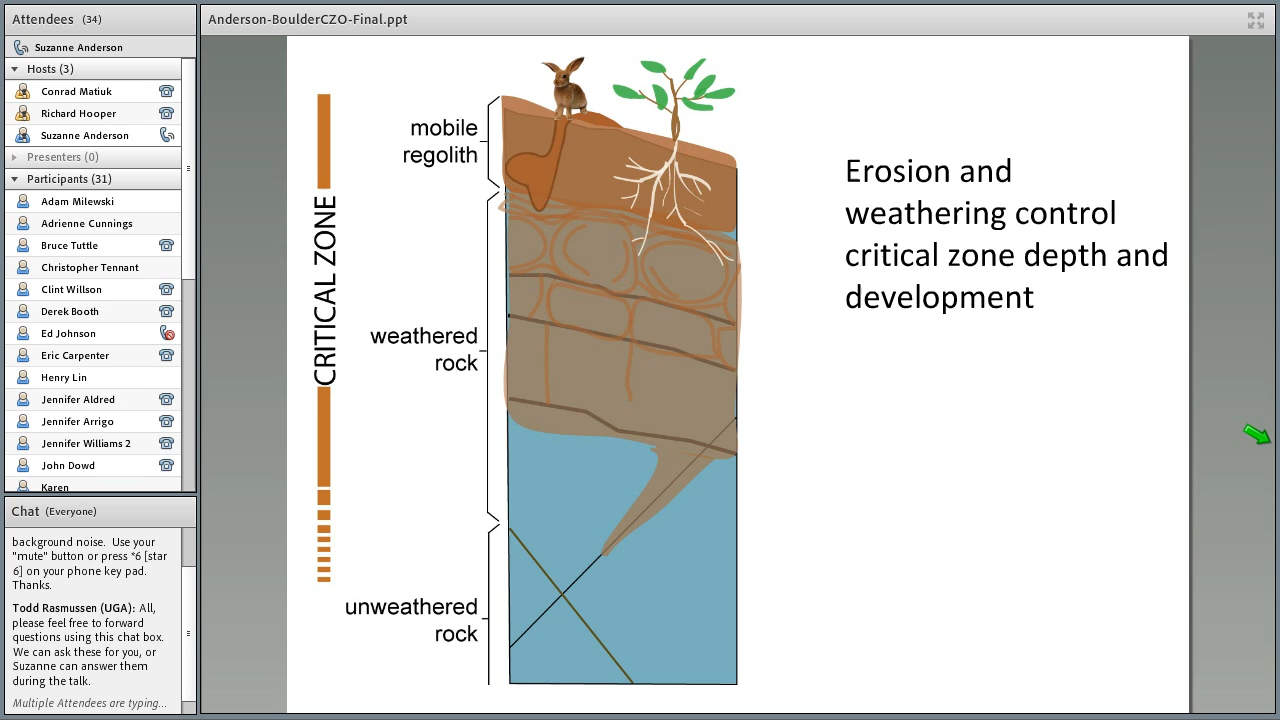 Attendees (34)
Suzanne Anderson
Hosts (3)
Conrad Matiuk
Richard Hooper
Suzanne Anderson
Presenters (0)
Participants (31)
Adam Milewski
Adrienne Cunnings
Bruce Tuttle
Christopher Tennant
Clint Willson
Derek Booth
Ed Johnson
Eric Carpenter
Henry Lin
Jennifer Aldred
Jennifer Arrigo
Jennifer Williams 2
John Dowd
Karen
Chat (Everyone)
background noise. Use your
"mute" button or press *6 [star
6] on your phone key pad.
Thanks.
Todd Rasmussen (UGA): All,
please feel free to forward
questions using this chat box.
We can ask these for you, or
Suzanne can answer them
during the talk.
Multiple Attendees are typing...
Anderson-BoulderCZO-Final.ppt
CRITICAL ZONE
mobile
regolith
weathered
rock
unweathered
rock
Erosion and
weathering control
critical zone depth and
development